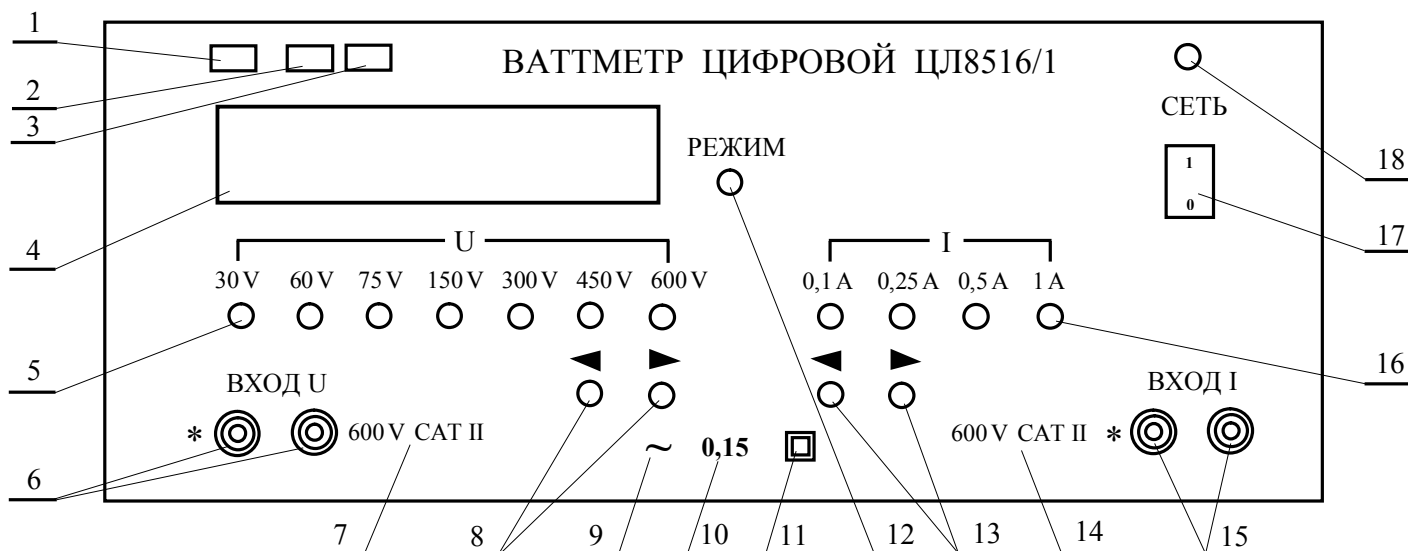 ВАТТМЕТР ЦИФРОВОЙ ЦЛ8516/1
1
2
3
СЕТЬ
РЕЖИМ
1
0
18
17
4
U
I
30 V 60 V 75 V 150 V 300 V 450 V 600 V
0,1 A 0,25 A 0,5 A 1 A
5
16
ВХОД U
ВХОД I
* 600 V CAT II
~ 0,15
600 V CAT II *
6
7 8 9 10 11 12 13 14 15